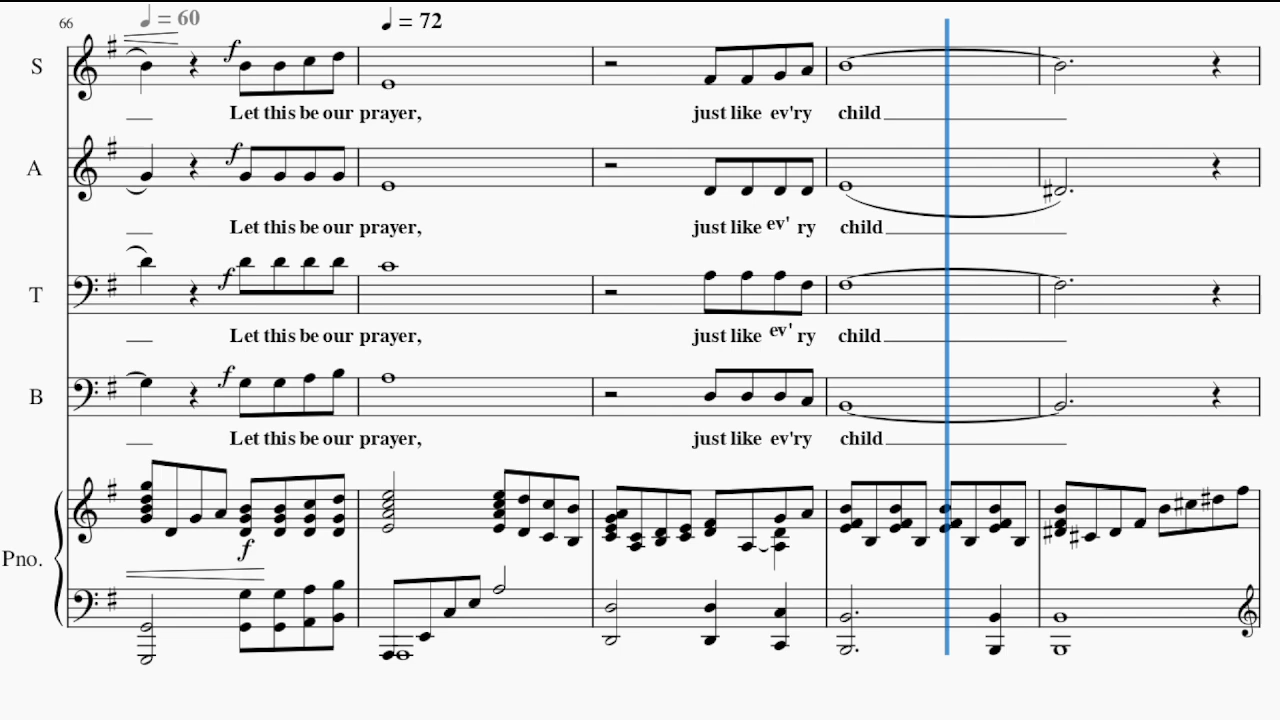 66
♩ = 60
♩ = 72
S
f
Let this be our prayer, just like ev'ry child
A
f
Let this be our prayer, just like ev' ry child
T
f
Let this be our prayer, just like ev' ry child
B
f
Let this be our prayer, just like ev'ry child
Pno.
f